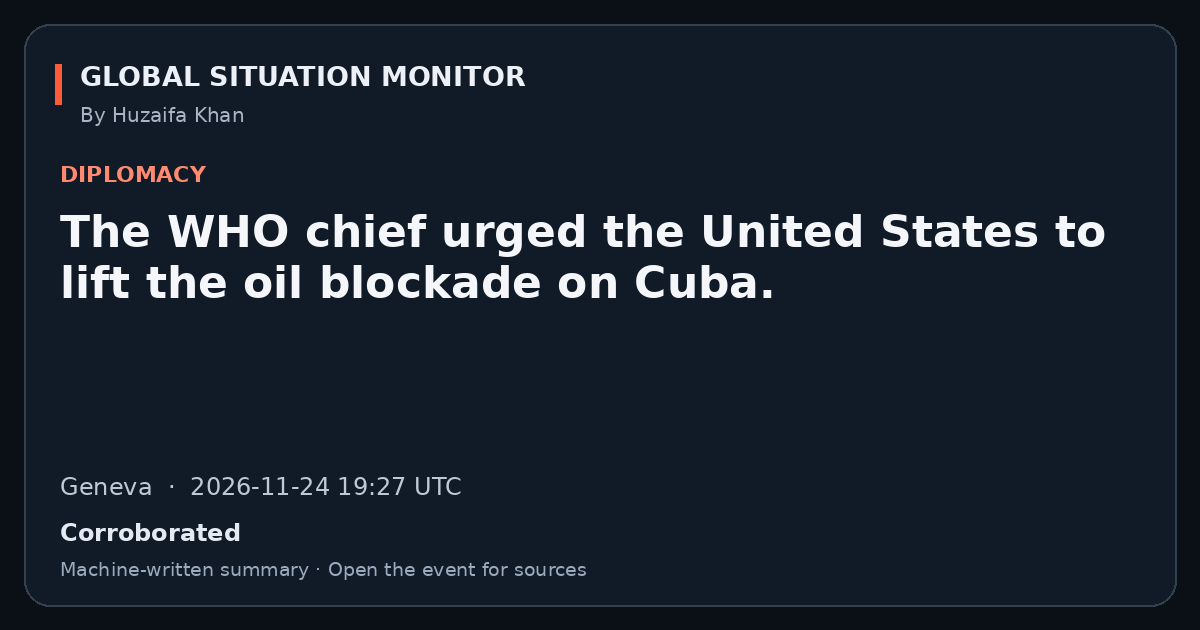 GLOBAL SITUATION MONITOR
By Huzaifa Khan
DIPLOMACY
The WHO chief urged the United States to
lift the oil blockade on Cuba.
Geneva · 2026-11-24 19:27 UTC
Corroborated
Machine-written summary · Open the event for sources